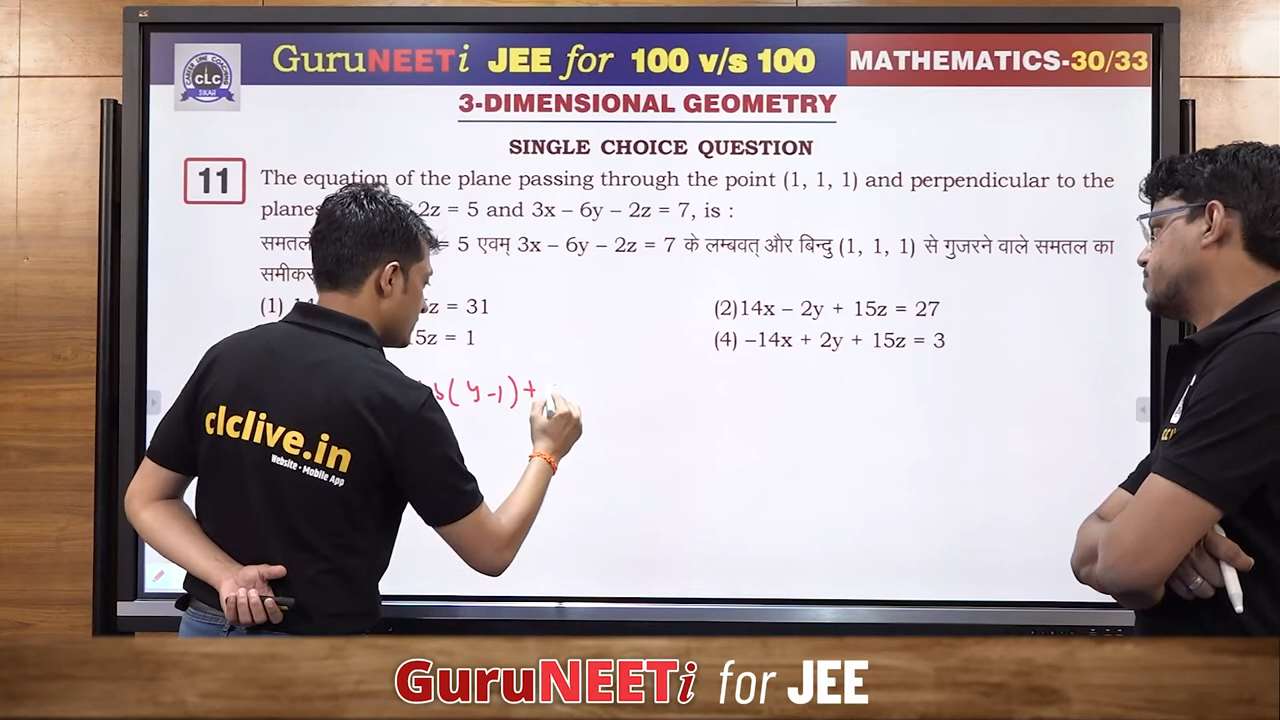 GuruNEETi JEE for 100 v/s 100 MATHEMATICS-30/33
CLC
SIKAR
3-DIMENSIONAL GEOMETRY
SINGLE CHOICE QUESTION
11 The equation of the plane passing through the point (1, 1, 1) and perpendicular to the
planes 2z = 5 and 3x – 6y – 2z = 7, is :
समतल = 5 एवम् 3x – 6y – 2z = 7 के लम्बवत् और बिन्दु (1, 1, 1) से गुजरने वाले समतल का
(1) z = 31 (2) 14x – 2y + 15z = 27
5z = 1 (4) –14x + 2y + 15z = 3
(y-1)+
clclive.in
Website • Mobile App
GuruNEETi for JEE